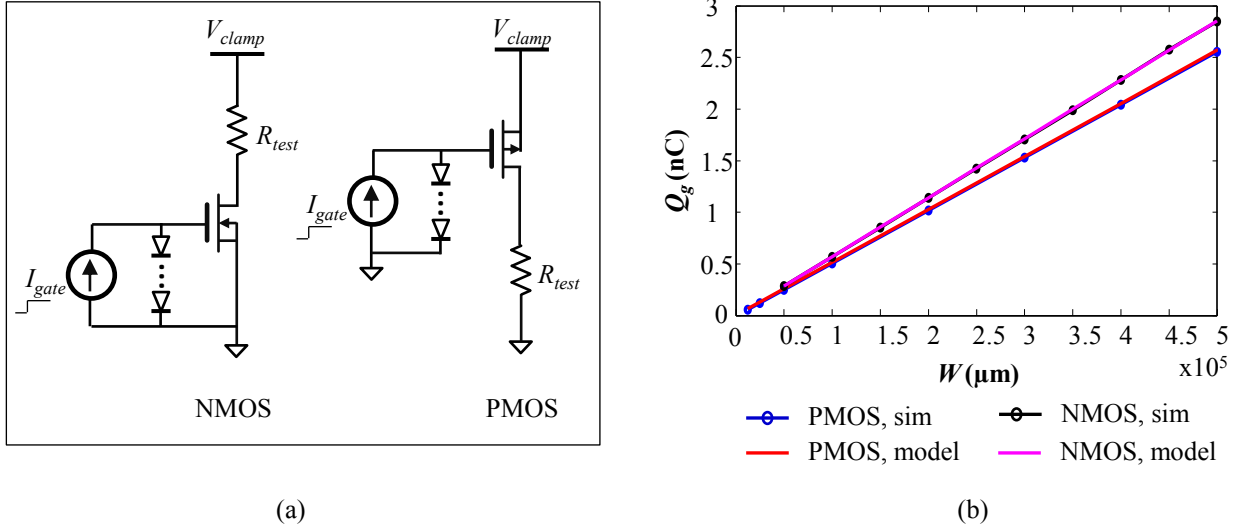 V_clamp
R_test
I_gate
NMOS
V_clamp
I_gate
R_test
PMOS
(a)
Q_g (nC)
3
2.5
2
1.5
1
0.5
0
0 0.5 1 1.5 2 2.5 3 3.5 4 4.5 5
x10^5
W (µm)
PMOS, sim NMOS, sim
PMOS, model NMOS, model
(b)